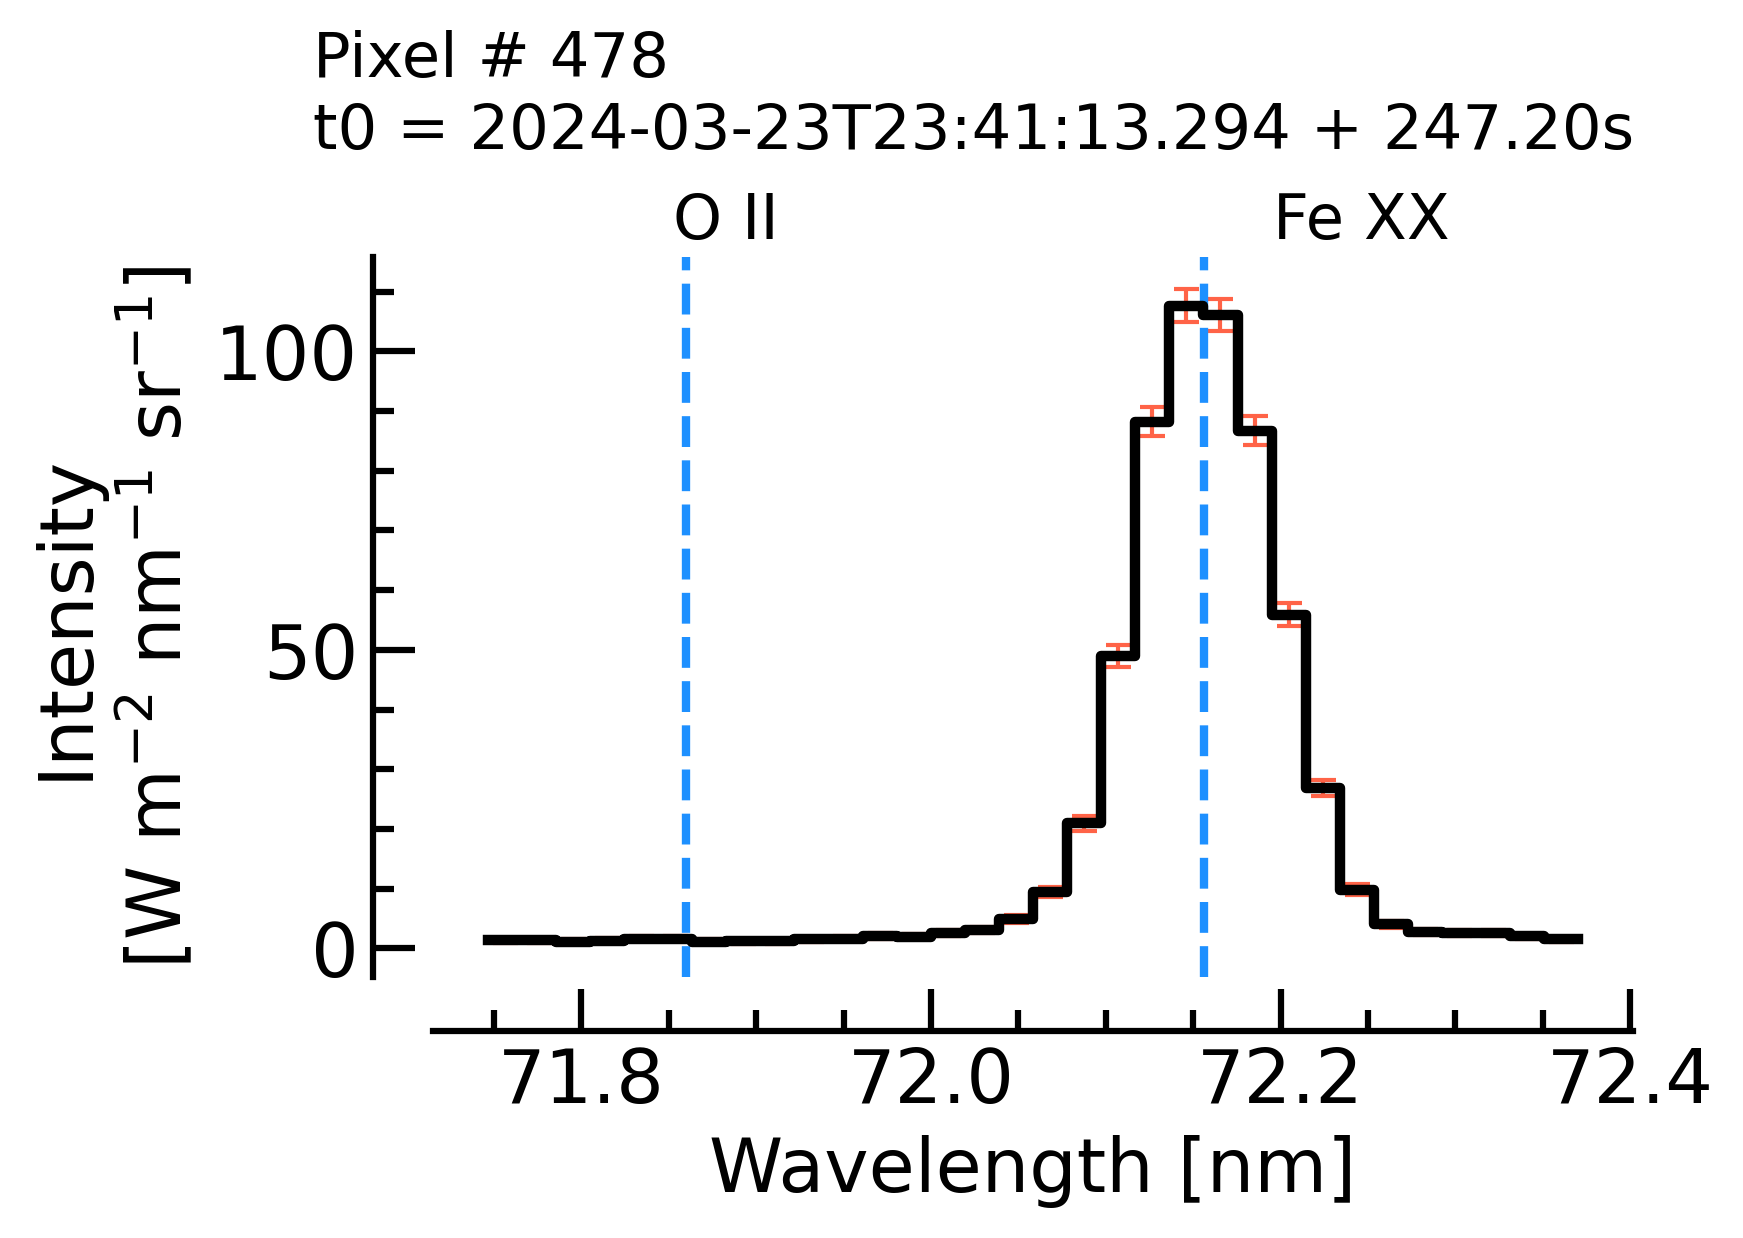 Pixel # 478
t0 = 2024-03-23T23:41:13.294 + 247.20s
O II
Fe XX
Intensity
[W m⁻² nm⁻¹ sr⁻¹]
100
50
0
71.8 72.0 72.2 72.4
Wavelength [nm]